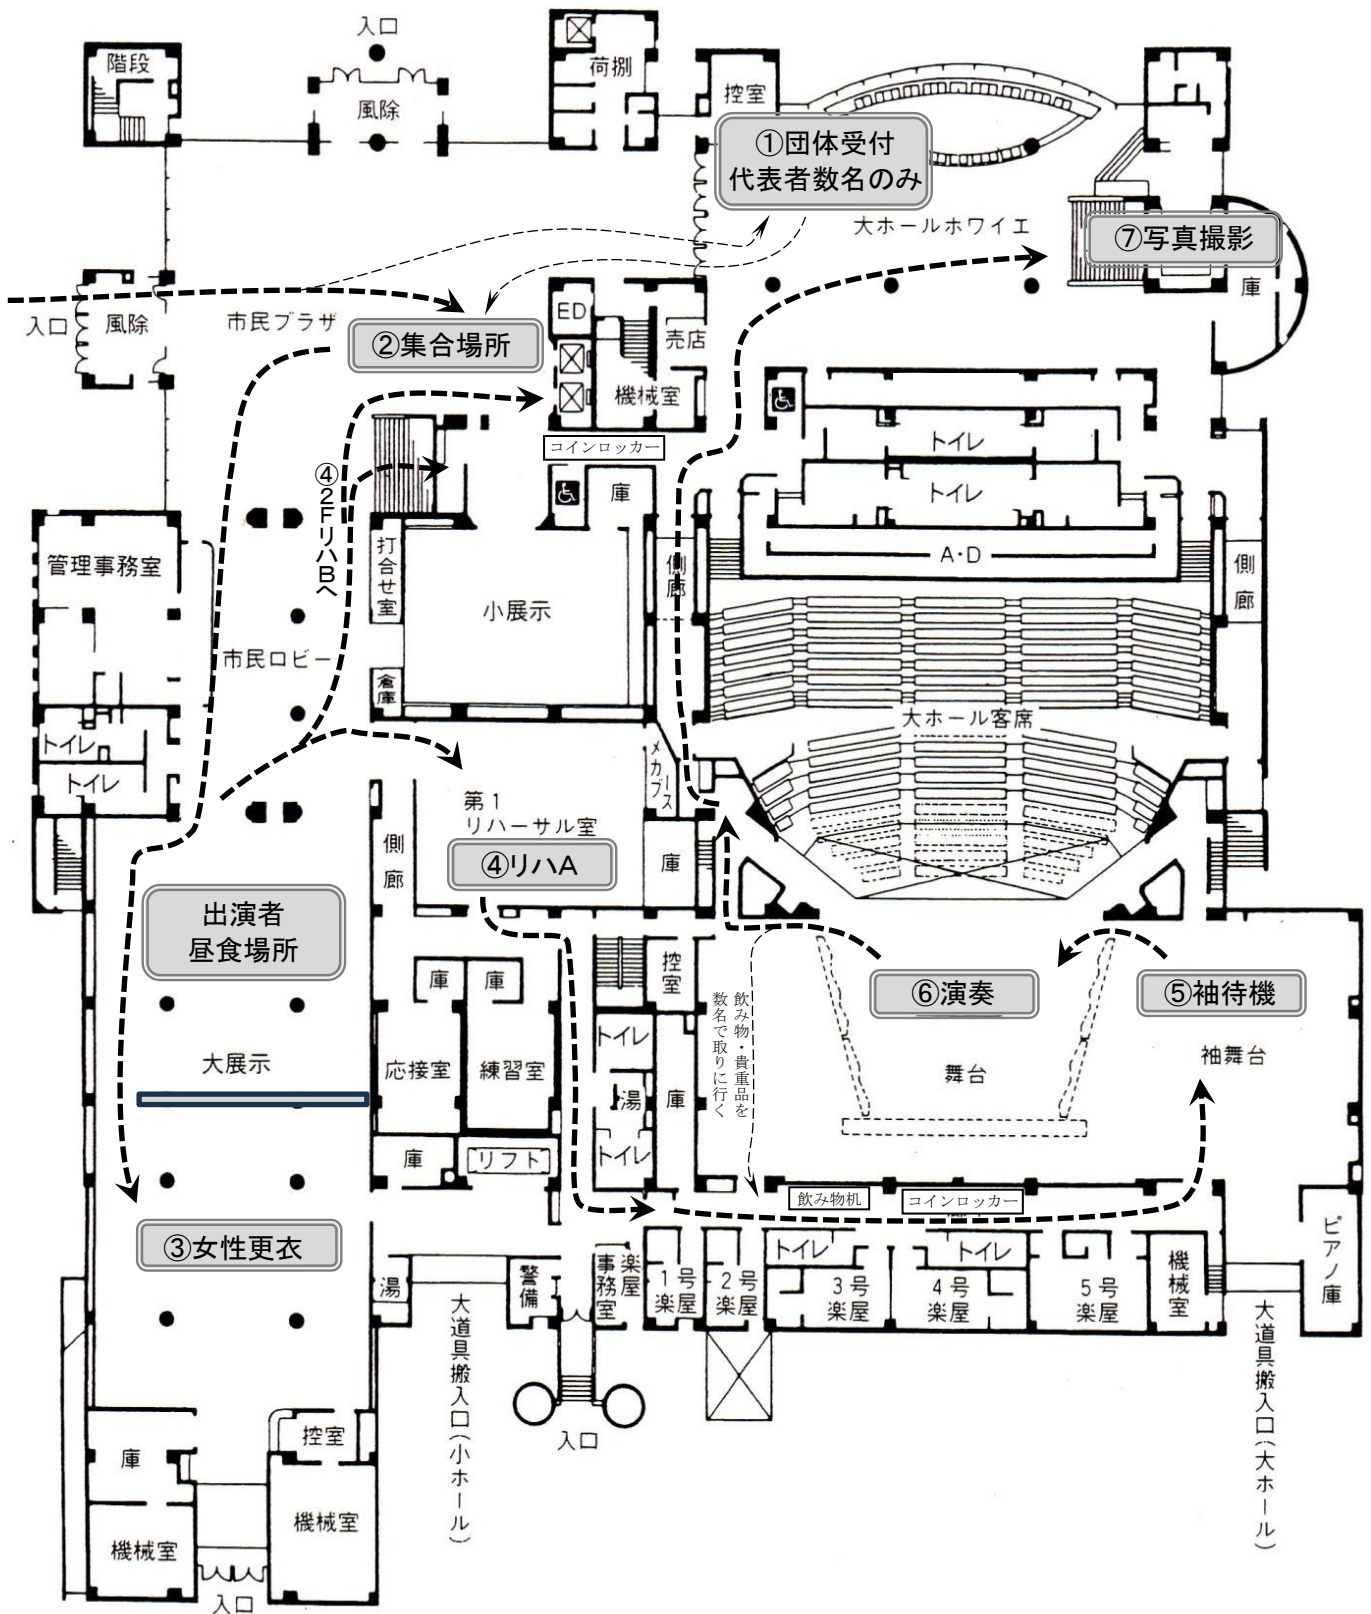 入口
階段
荷捌
風除
控室
①団体受付
代表者数名のみ
大ホールホワイエ
⑦写真撮影
庫
入口
風除
市民プラザ
②集合場所
ED
売店
機械室
コインロッカー
トイレ
トイレ
A・D
④2FリハBへ
庫
管理事務室
打合せ室
小展示
側廊
側廊
市民ロビー
倉庫
大ホール客席
トイレ
トイレ
メカブース
第1
リハーサル室
④リハA
側廊
庫
出演者
昼食場所
庫
庫
控室
⑥演奏
⑤袖待機
飲み物・貴重品を
数名で取りに行く
トイレ
大展示
応接室
練習室
湯
庫
舞台
袖舞台
トイレ
庫
リフト
飲み物机
コインロッカー
③女性更衣
トイレ
トイレ
湯
警備
楽屋
事務室
1号
楽屋
2号
楽屋
3号
楽屋
4号
楽屋
5号
楽屋
機械室
ピアノ庫
大道具搬入口(小ホール)
大道具搬入口(大ホール)
入口
庫
控室
機械室
機械室
入口